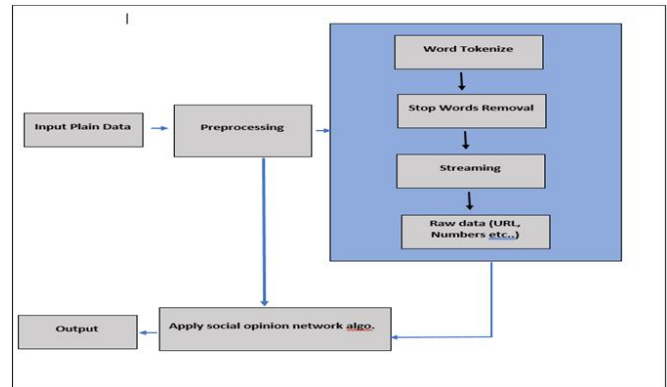 Word Tokenize
Input Plain Data
Preprocessing
Stop Words Removal
Streaming
Raw data (URL,
Numbers etc..)
Output
Apply social opinion network algo.